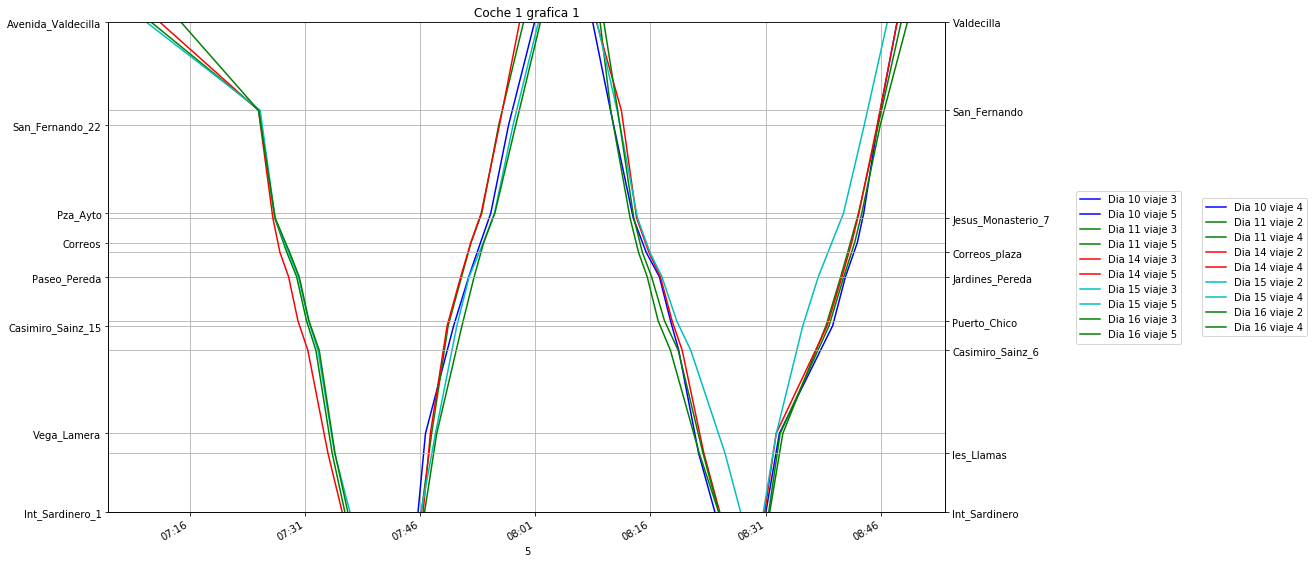 Coche 1 grafica 1
Avenida_Valdecilla
San_Fernando_22
Pza_Ayto
Correos
Paseo_Pereda
Casimiro_Sainz_15
Vega_Lamera
Int_Sardinero_1
Valdecilla
San_Fernando
Jesus_Monasterio_7
Correos_plaza
Jardines_Pereda
Puerto_Chico
Casimiro_Sainz_6
Ies_Llamas
Int_Sardinero
07:16
07:31
07:46
08:01
08:16
08:31
08:46
5
Dia 10 viaje 3
Dia 10 viaje 5
Dia 11 viaje 3
Dia 11 viaje 5
Dia 14 viaje 3
Dia 14 viaje 5
Dia 15 viaje 3
Dia 15 viaje 5
Dia 16 viaje 3
Dia 16 viaje 5
Dia 10 viaje 4
Dia 11 viaje 2
Dia 11 viaje 4
Dia 14 viaje 2
Dia 14 viaje 4
Dia 15 viaje 2
Dia 15 viaje 4
Dia 16 viaje 2
Dia 16 viaje 4